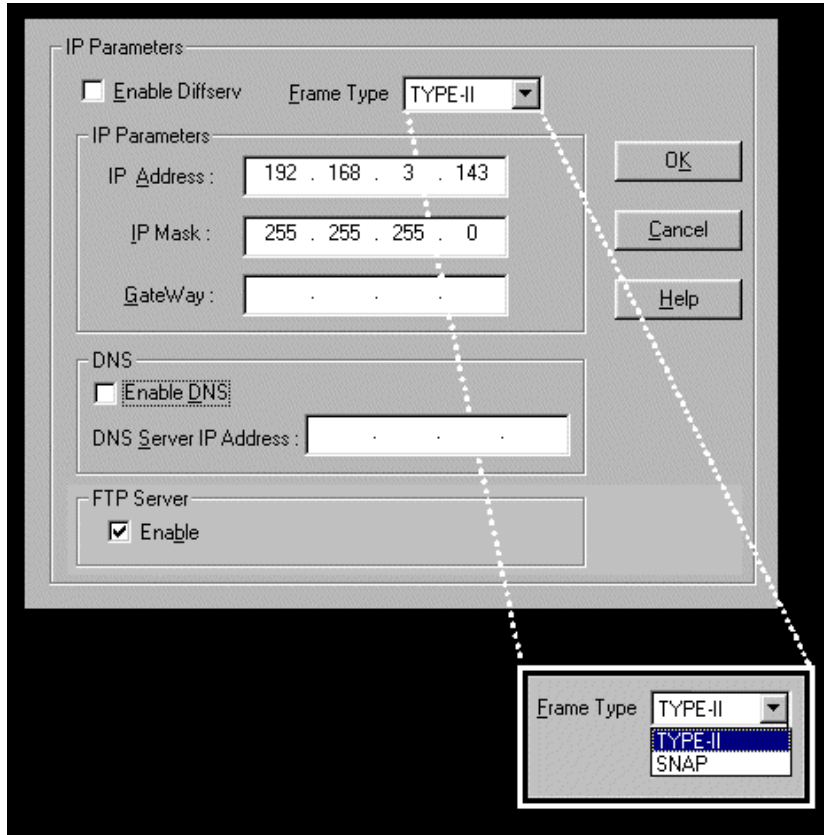 IP Parameters
Enable Diffserv Frame Type TYPE-II
IP Parameters
IP Address : 192 . 168 . 3 . 143
OK
IP Mask : 255 . 255 . 255 . 0
Cancel
GateWay : . . .
Help
DNS
Enable DNS
DNS Server IP Address : . . .
FTP Server
Enable
Frame Type TYPE-II
TYPE-II
SNAP